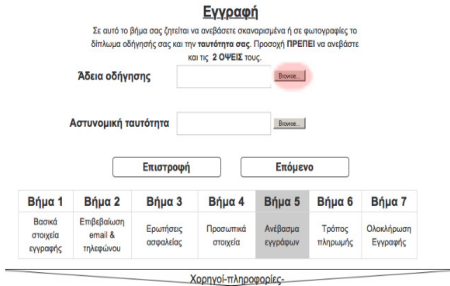 Εγγραφή
Σε αυτό το βήμα σας ζητείται να ανεβάσετε σκαναρισμένα ή σε φωτογραφίες το
δίπλωμα οδήγησής σας και την ταυτότητα σας. Προσοχή ΠΡΕΠΕΙ να ανεβάστε
και τις 2 ΟΨΕΙΣ τους.
Άδεια οδήγησης Browse...
Αστυνομική ταυτότητα Browse...
Επιστροφή Επόμενο
Βήμα 1 Βήμα 2 Βήμα 3 Βήμα 4 Βήμα 5 Βήμα 6 Βήμα 7
Βασικά στοιχεία εγγραφής Επιβεβαίωση email & τηλεφώνου Ερωτήσεις ασφαλείας Προσωπικά στοιχεία Ανέβασμα εγγράφων Τρόπος πληρωμής Ολοκλήρωση Εγγραφής
Χορηγοί-πληροφορίες-